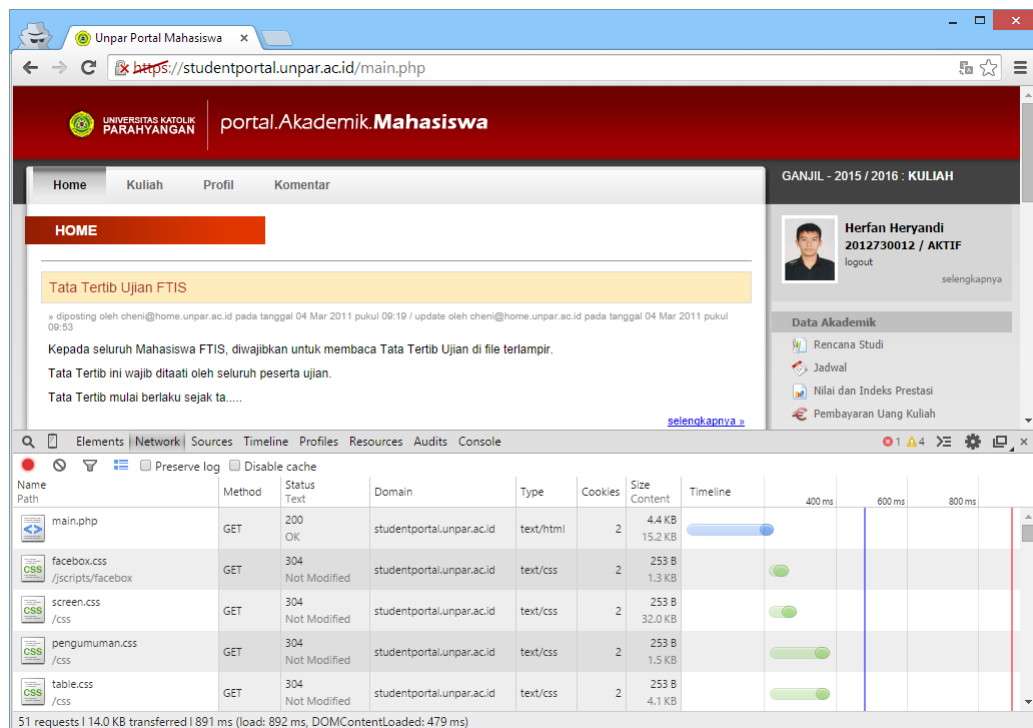 Unpar Portal Mahasiswa
https://studentportal.unpar.ac.id/main.php
UNIVERSITAS KATOLIK
PARAHYANGAN
portal.Akademik.Mahasiswa
Home Kuliah Profil Komentar
GANJIL - 2015 / 2016 : KULIAH
HOME
Herfan Heryandi
2012730012 / AKTIF
logout
selengkapnya
Tata Tertib Ujian FTIS
» diposting oleh cheni@home.unpar.ac.id pada tanggal 04 Mar 2011 pukul 09:19 / update oleh cheni@home.unpar.ac.id pada tanggal 04 Mar 2011 pukul
09:53
Kepada seluruh Mahasiswa FTIS, diwajibkan untuk membaca Tata Tertib Ujian di file terlampir.
Tata Tertib ini wajib ditaati oleh seluruh peserta ujian.
Tata Tertib mulai berlaku sejak ta.....
selengkapnya »
Data Akademik
Rencana Studi
Jadwal
Nilai dan Indeks Prestasi
Pembayaran Uang Kuliah
Elements Network Sources Timeline Profiles Resources Audits Console
1 4
Preserve log Disable cache
Name Method Status Domain Type Cookies Size Timeline
Path Text Content 400 ms 600 ms 800 ms
main.php GET 200 studentportal.unpar.ac.id text/html 2 4.4 KB
OK 15.2 KB
facebox.css GET 304 studentportal.unpar.ac.id text/css 2 253 B
/jscripts/facebox Not Modified 1.3 KB
screen.css GET 304 studentportal.unpar.ac.id text/css 2 253 B
/css Not Modified 32.0 KB
pengumuman.css GET 304 studentportal.unpar.ac.id text/css 2 253 B
/css Not Modified 1.5 KB
table.css GET 304 studentportal.unpar.ac.id text/css 2 253 B
/css Not Modified 4.1 KB
51 requests | 14.0 KB transferred | 891 ms (load: 892 ms, DOMContentLoaded: 479 ms)